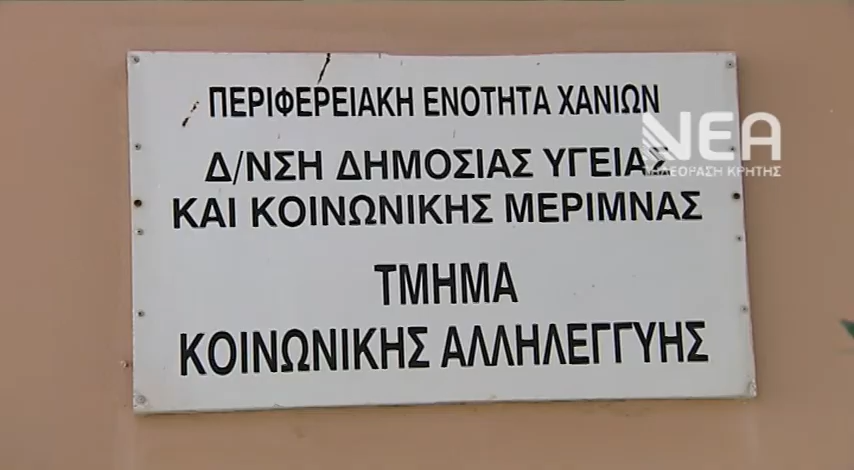 ΠΕΡΙΦΕΡΕΙΑΚΗ ΕΝΟΤΗΤΑ ΧΑΝΙΩΝ
ΝΕΑ
ΤΗΛΕΟΡΑΣΗ ΚΡΗΤΗΣ
Δ/ΝΣΗ ΔΗΜΟΣΙΑΣ ΥΓΕΙΑΣ
ΚΑΙ ΚΟΙΝΩΝΙΚΗΣ ΜΕΡΙΜΝΑΣ
ΤΜΗΜΑ
ΚΟΙΝΩΝΙΚΗΣ ΑΛΛΗΛΕΓΓΥΗΣ